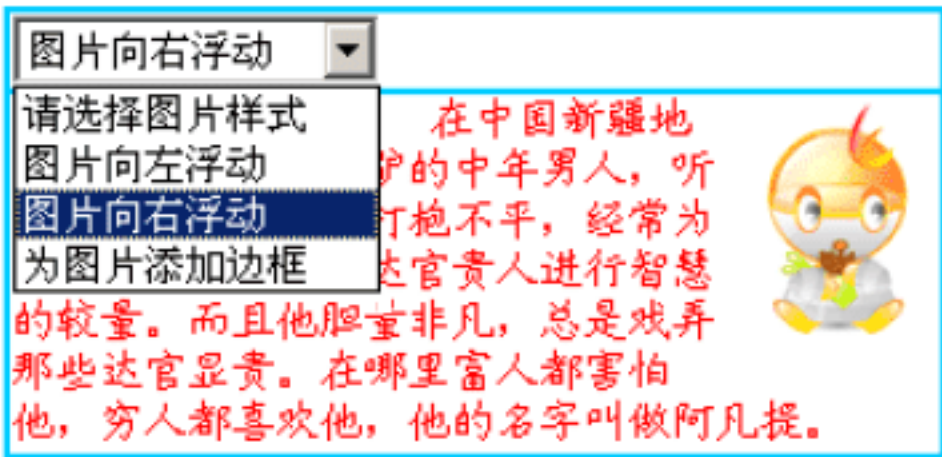 图片向右浮动
请选择图片样式
图片向左浮动
图片向右浮动
为图片添加边框
在中国新疆地
的中年男人，听
抱不平，经常为
达官贵人进行智慧
的较量。而且他胆量非凡，总是戏弄
那些达官显贵。在哪里富人都害怕
他，穷人都喜欢他，他的名字叫做阿凡提。